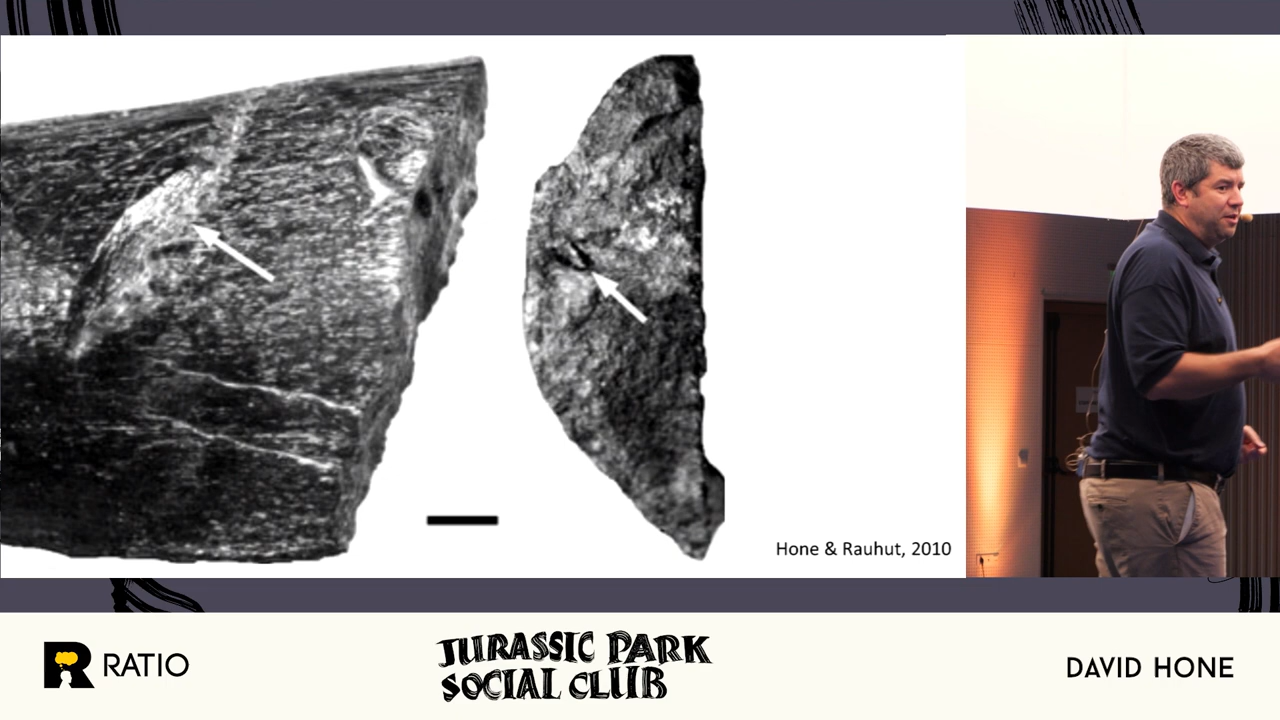 Hone & Rauhut, 2010
RATIO
JURASSIC PARK
SOCIAL CLUB
DAVID HONE